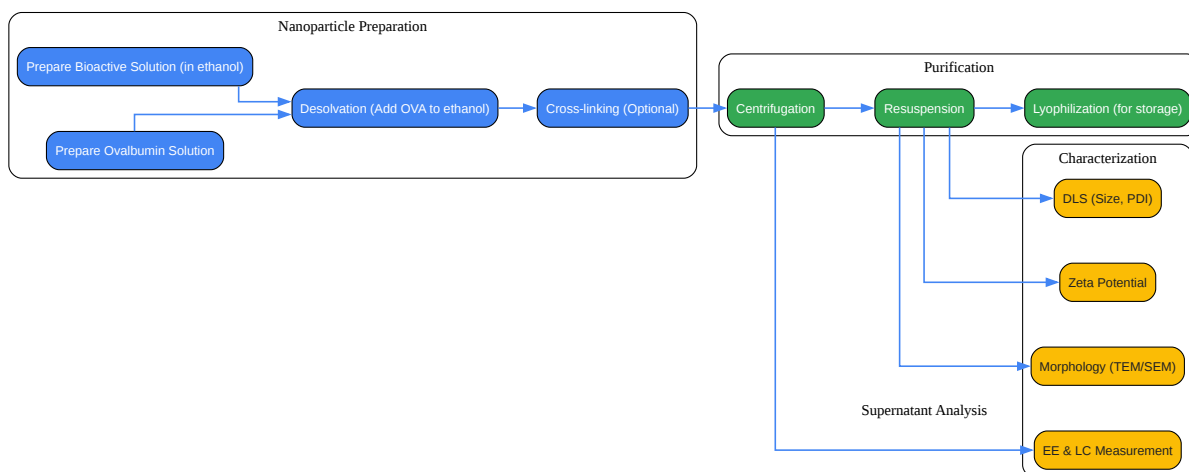 Nanoparticle Preparation
Prepare Bioactive Solution (in ethanol)
Prepare Ovalbumin Solution
Desolvation (Add OVA to ethanol)
Cross-linking (Optional)
Purification
Centrifugation
Resuspension
Lyophilization (for storage)
Characterization
DLS (Size, PDI)
Zeta Potential
Morphology (TEM/SEM)
Supernatant Analysis
EE & LC Measurement